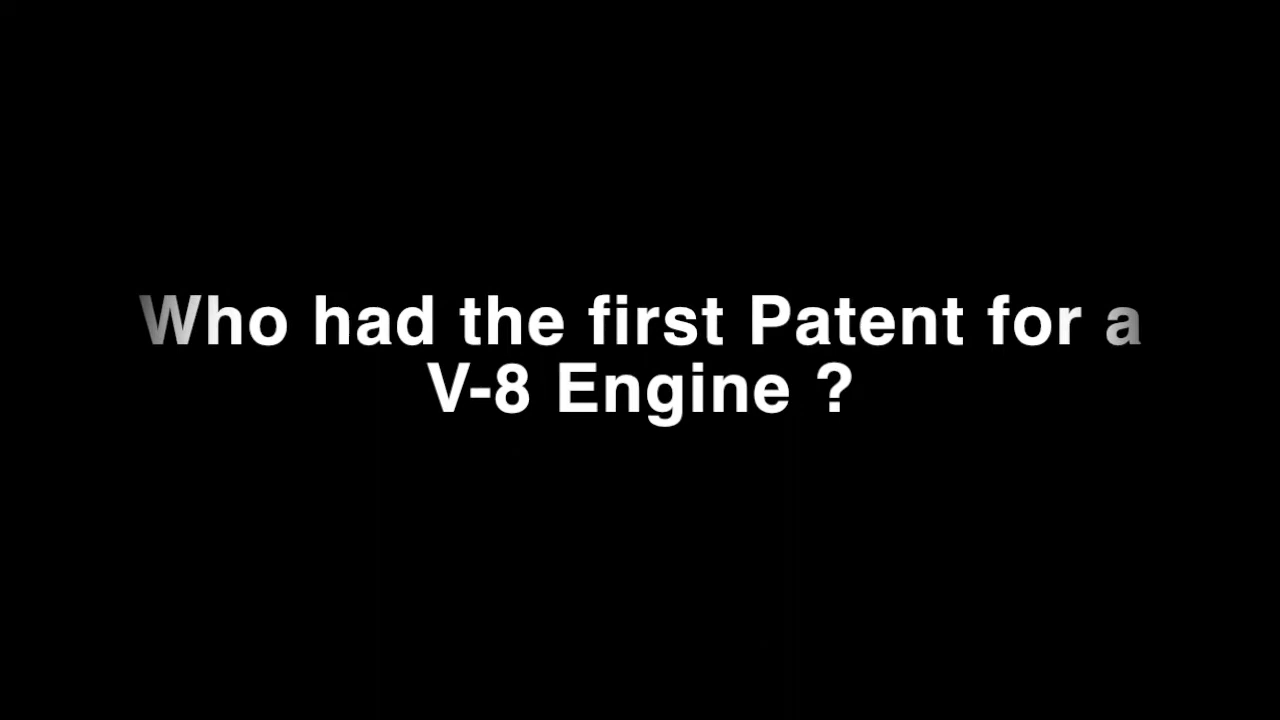 Who had the first Patent for a
V-8 Engine ?